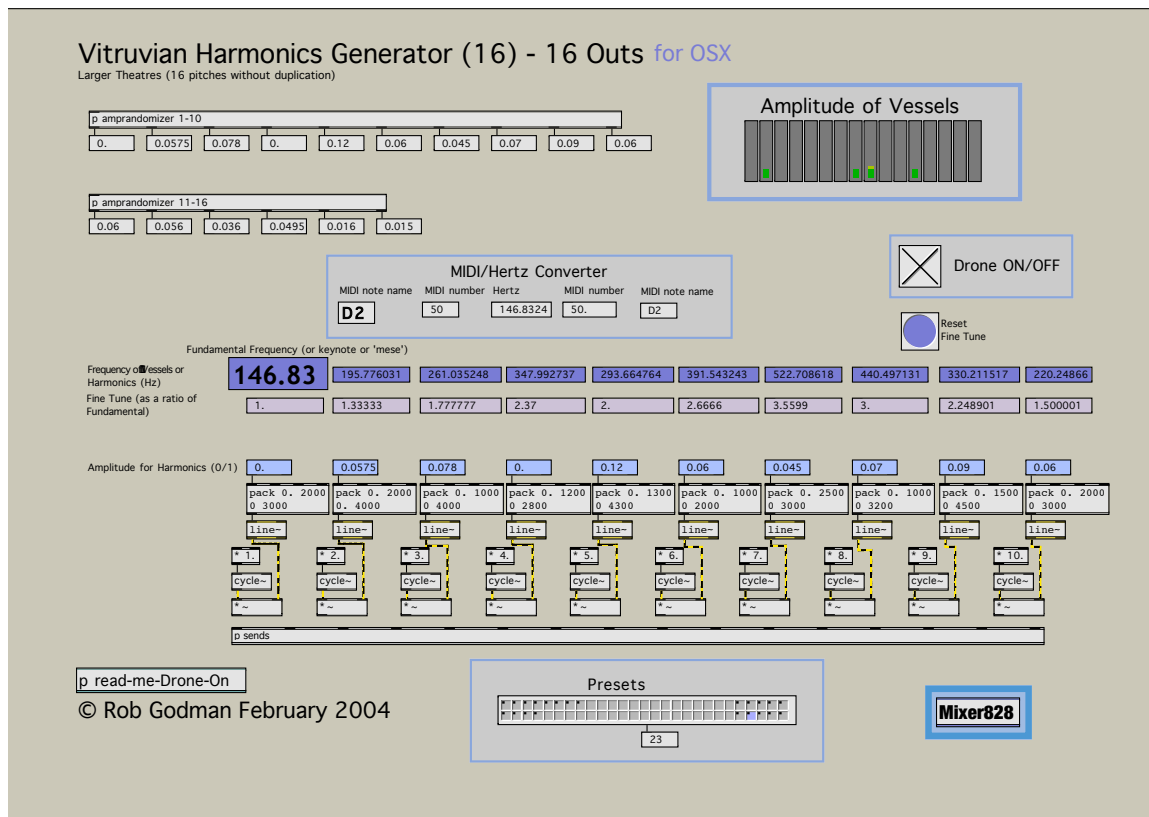 Vitruvian Harmonics Generator (16) - 16 Outs for OSX
Larger Theatres (16 pitches without duplication)
Amplitude of Vessels
p amprandomizer 1-10
0. 0.0575 0.078 0. 0.12 0.06 0.045 0.07 0.09 0.06
p amprandomizer 11-16
0.06 0.056 0.036 0.0495 0.016 0.015
Drone ON/OFF
MIDI/Hertz Converter
MIDI note name MIDI number Hertz MIDI number MIDI note name
D2 50 146.8324 50. D2
Reset
Fine Tune
Fundamental Frequency (or keynote or 'mese')
Frequency of Vessels or
Harmonics (Hz)
146.83 195.776031 261.035248 347.992737 293.664764 391.543243 522.708618 440.497131 330.211517 220.24866
Fine Tune (as a ratio of
Fundamental)
1. 1.33333 1.777777 2.37 2. 2.6666 3.5599 3. 2.248901 1.500001
Amplitude for Harmonics (0/1) 0. 0.0575 0.078 0. 0.12 0.06 0.045 0.07 0.09 0.06
pack 0. 2000 pack 0. 2000 pack 0. 1000 pack 0. 1200 pack 0. 1300 pack 0. 1000 pack 0. 2500 pack 0. 1000 pack 0. 1500 pack 0. 2000
0 3000 0. 4000 0 4000 0 2800 0 4300 0 2000 0 3000 0 3200 0 4500 0 3000
line~ line~ line~ line~ line~ line~ line~ line~ line~ line~
* 1. * 2. * 3. * 4. * 5. * 6. * 7. * 8. * 9. * 10.
cycle~ cycle~ cycle~ cycle~ cycle~ cycle~ cycle~ cycle~ cycle~ cycle~
*~ *~ *~ *~ *~ *~ *~ *~ *~ *~
p sends
p read-me-Drone-On
© Rob Godman February 2004
Presets
23
Mixer828